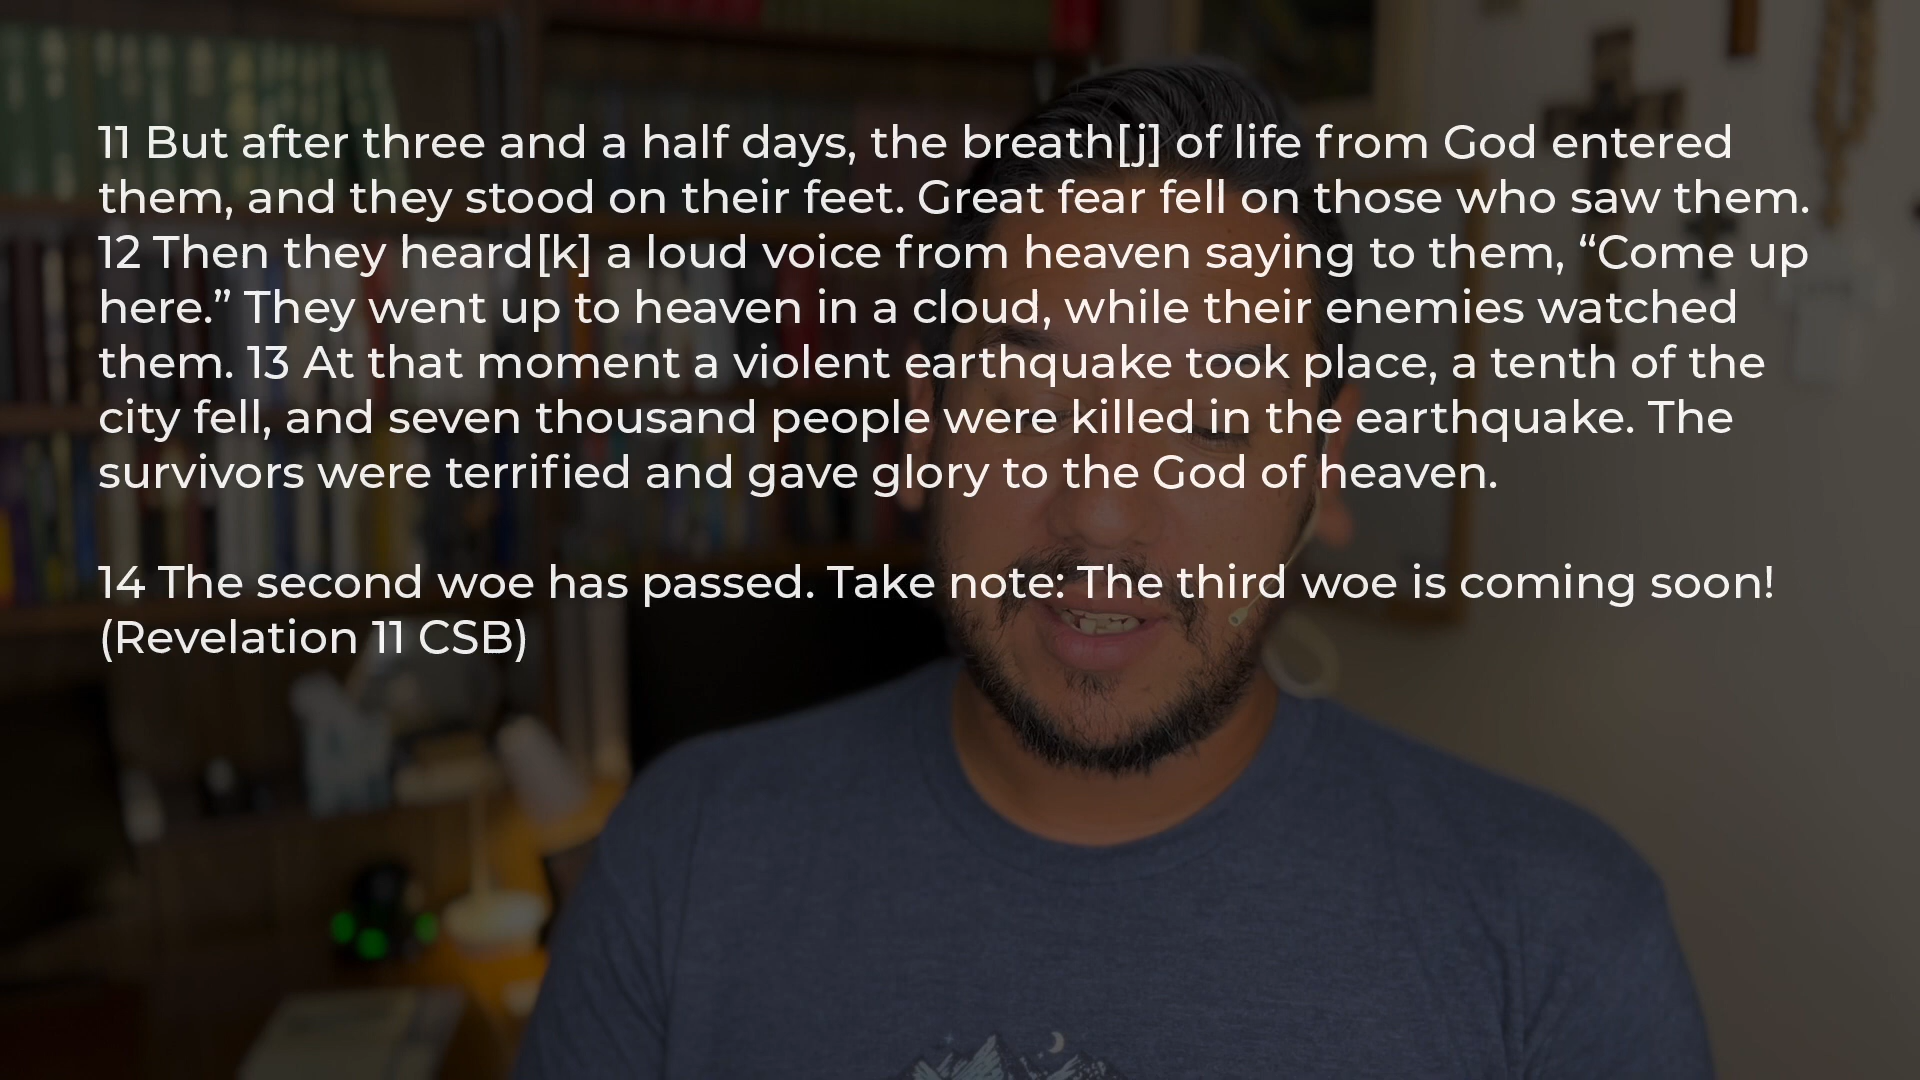 11 But after three and a half days, the breath[j] of life from God entered
them, and they stood on their feet. Great fear fell on those who saw them.
12 Then they heard[k] a loud voice from heaven saying to them, “Come up
here.” They went up to heaven in a cloud, while their enemies watched
them. 13 At that moment a violent earthquake took place, a tenth of the
city fell, and seven thousand people were killed in the earthquake. The
survivors were terrified and gave glory to the God of heaven.
14 The second woe has passed. Take note: The third woe is coming soon!
(Revelation 11 CSB)